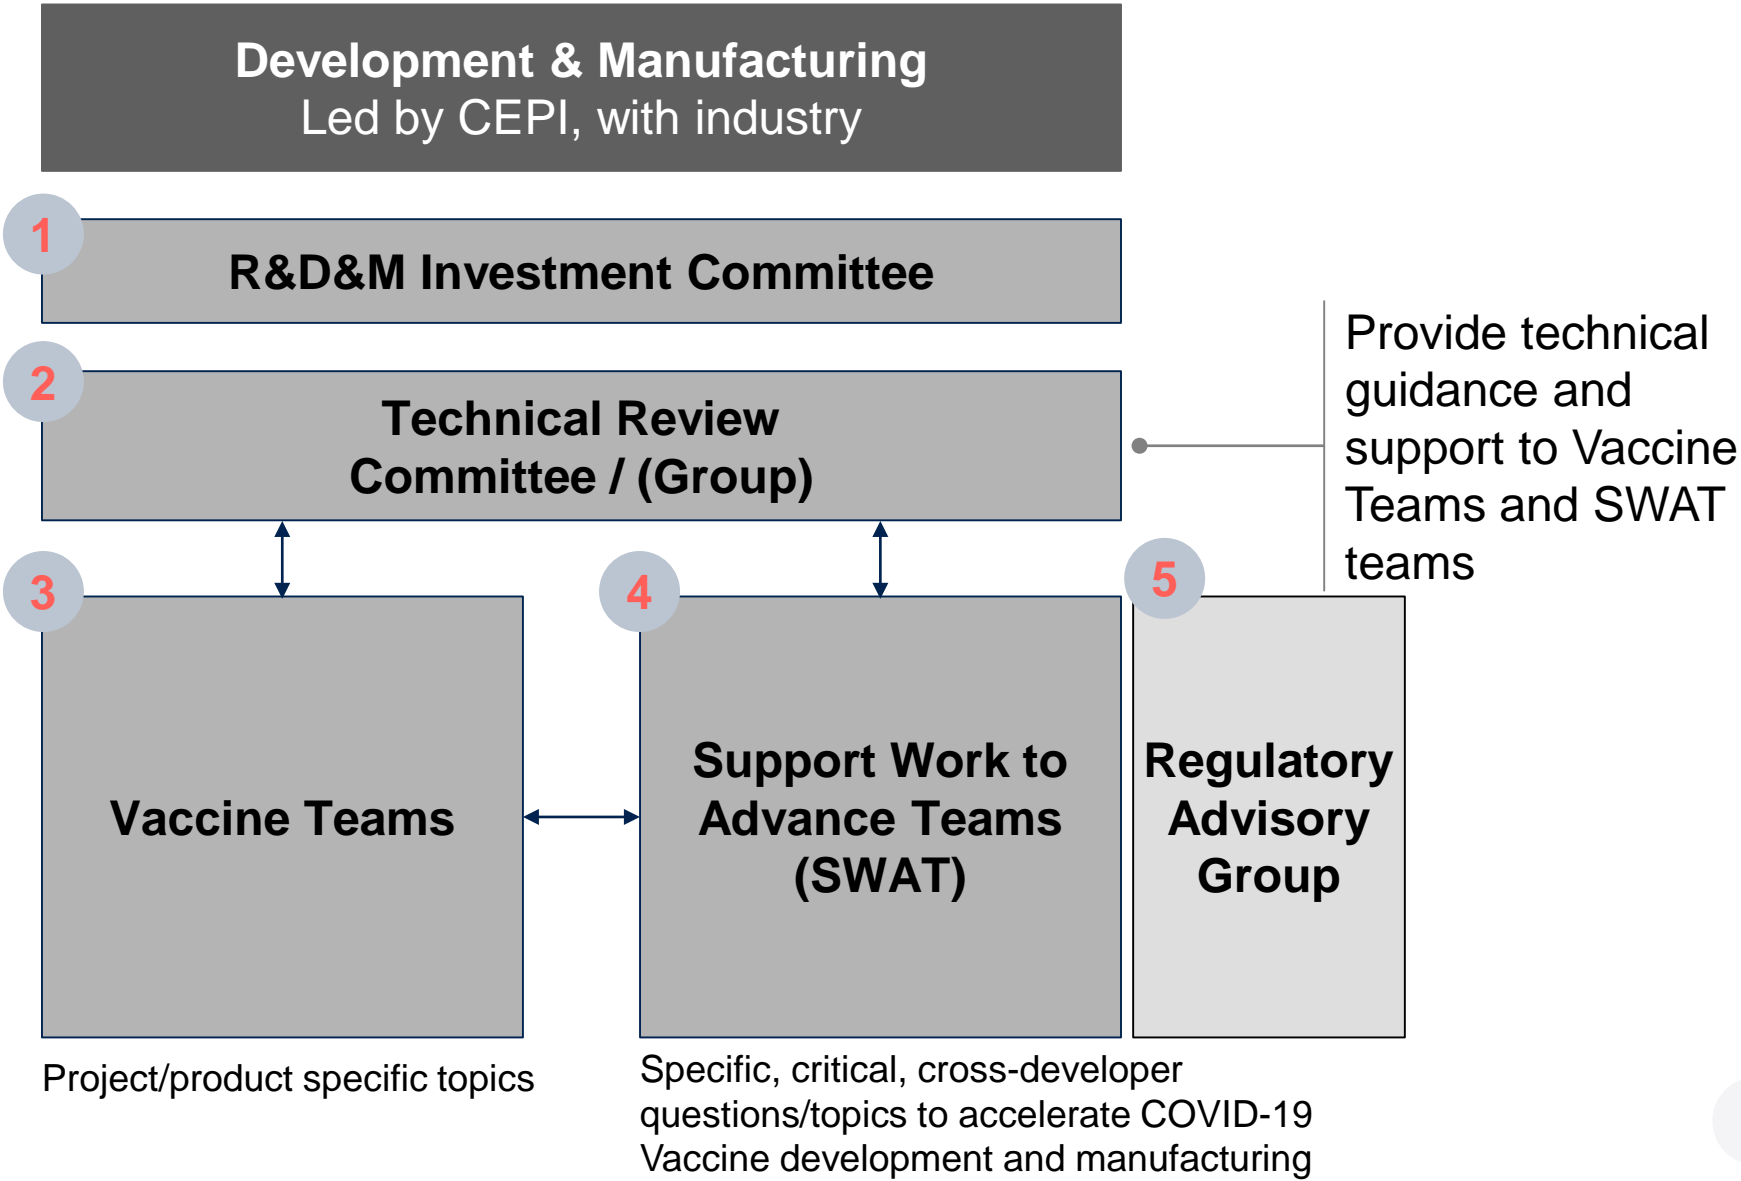 Development & Manufacturing
Led by CEPI, with industry
1
R&D&M Investment Committee
2
Technical Review
Committee / (Group)
Provide technical
guidance and
support to Vaccine
Teams and SWAT
teams
3
Vaccine Teams
4
Support Work to
Advance Teams
(SWAT)
5
Regulatory
Advisory
Group
Project/product specific topics
Specific, critical, cross-developer
questions/topics to accelerate COVID-19
Vaccine development and manufacturing